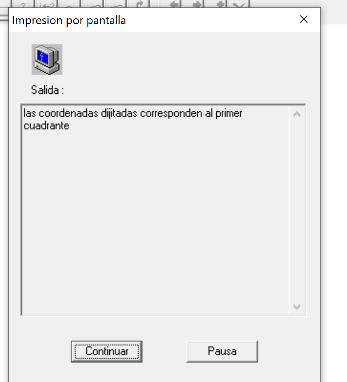 Impresion por pantalla
Salida :
las coordenadas dijitadas corresponden al primer
cuadrante
Continuar
Pausa